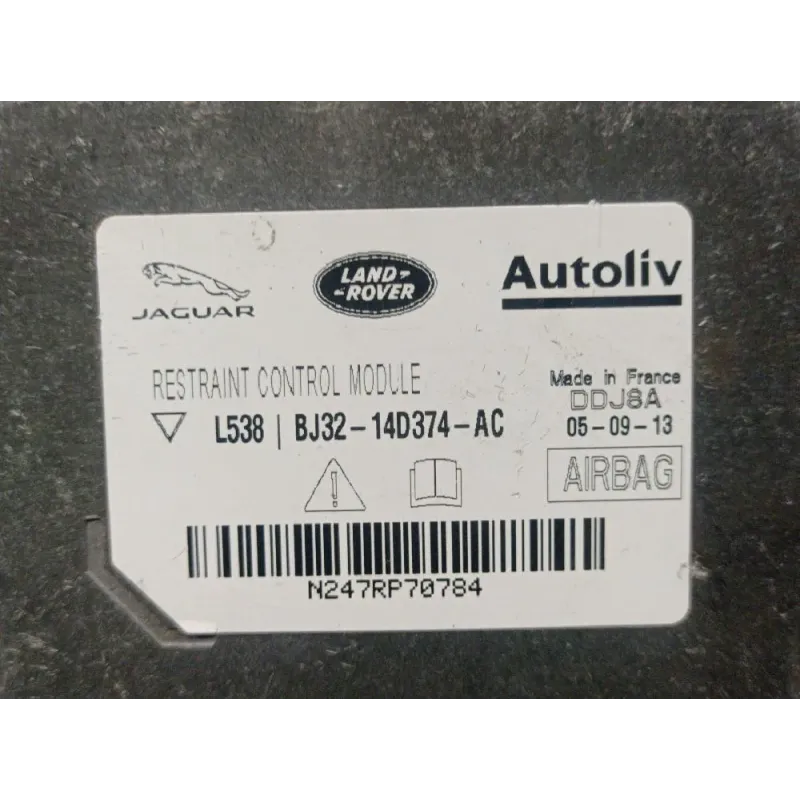 JAGUAR
LAND-
-ROVER
Autoliv
RESTRAINT CONTROL MODULE
Made in France
DDJ8A
L538 | BJ32-14D374-AC
05-09-13
AIRBAG
N247RP70784